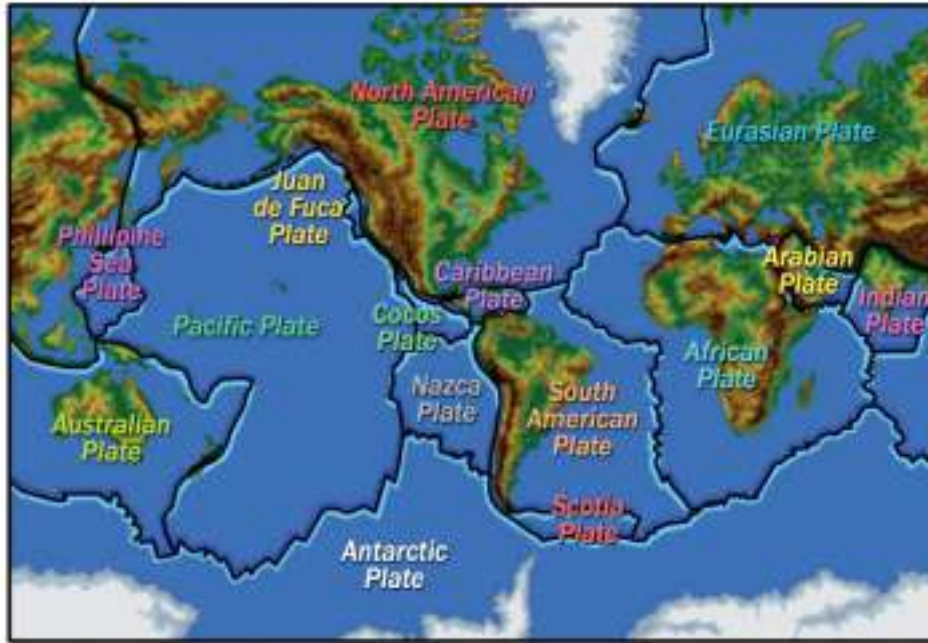 North American
Plate
Eurasian Plate
Juan
de Fuca
Plate
Phillipine
Sea
Plate
Caribbean
Plate
Arabian
Plate
Indian
Plate
Pacific Plate
Cocos
Plate
African
Plate
Nazca
Plate
South
American
Plate
Australian
Plate
Scotia
Plate
Antarctic
Plate